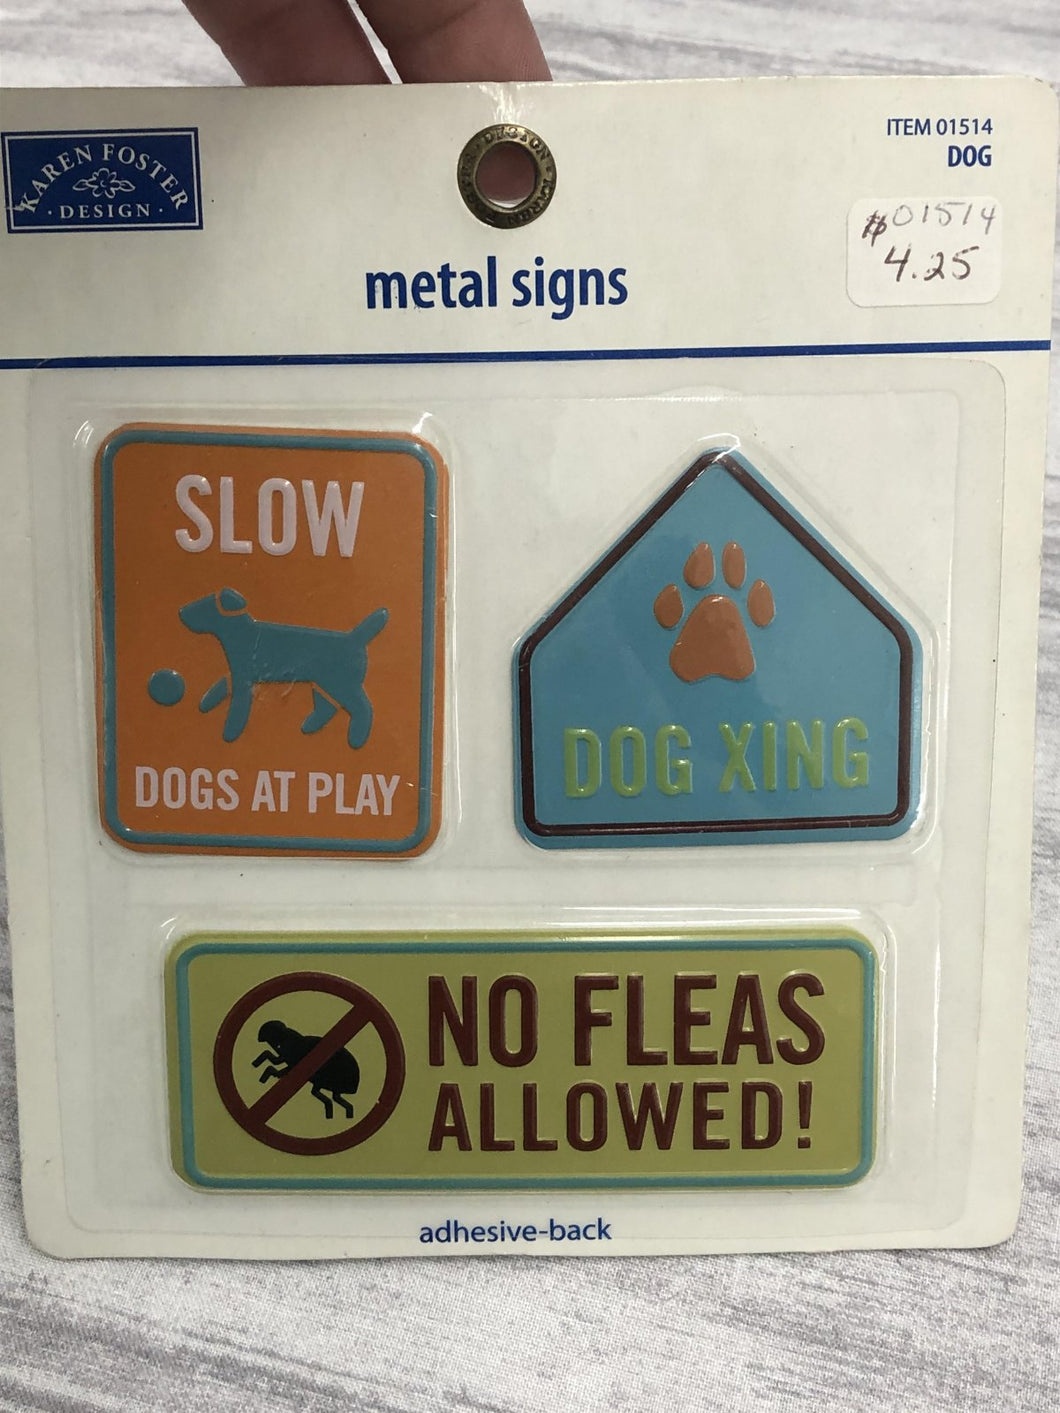 KAREN FOSTER
· DESIGN ·
ITEM 01514
DOG
#01514
4.25
metal signs
SLOW
DOGS AT PLAY
DOG XING
NO FLEAS
ALLOWED!
adhesive-back